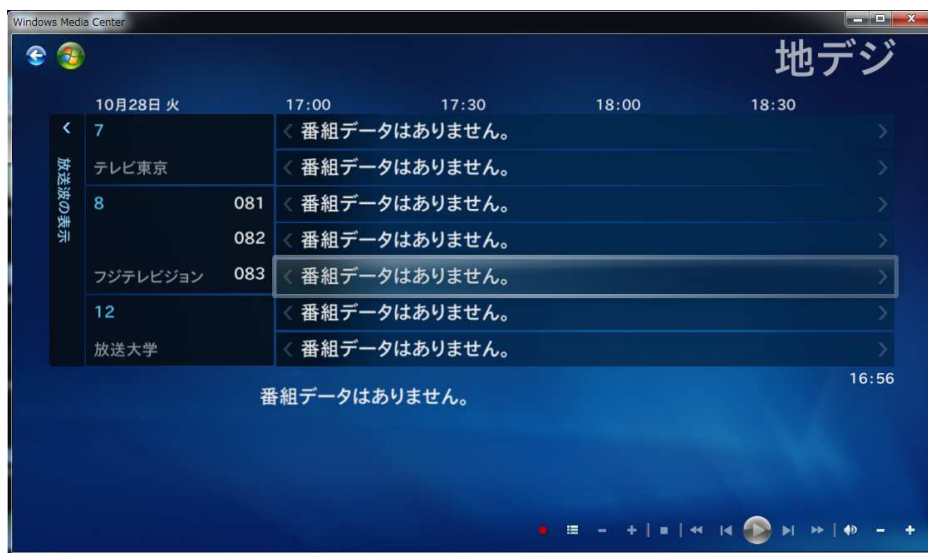 Windows Media Center
地デジ
10月28日 火 17:00 17:30 18:00 18:30
放送波の表示
7 番組データはありません。
テレビ東京 番組データはありません。
8 081 番組データはありません。
082 番組データはありません。
フジテレビジョン 083 番組データはありません。
12 番組データはありません。
放送大学 番組データはありません。
16:56
番組データはありません。